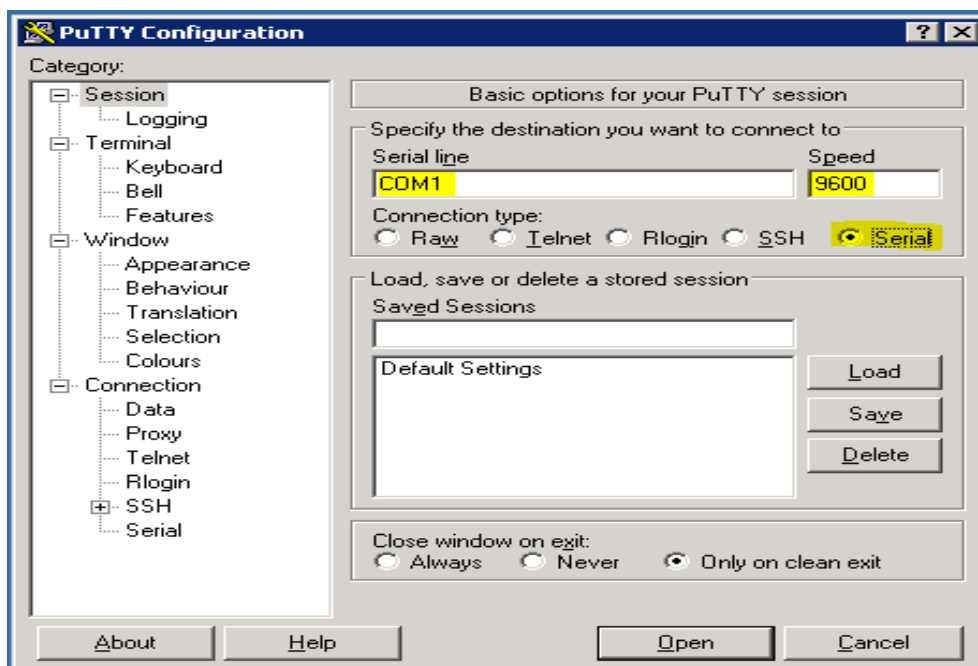 PuTTY Configuration
Category:
Session
Logging
Terminal
Keyboard
Bell
Features
Window
Appearance
Behaviour
Translation
Selection
Colours
Connection
Data
Proxy
Telnet
Rlogin
SSH
Serial
Basic options for your PuTTY session
Specify the destination you want to connect to
Serial line Speed
COM1 9600
Connection type:
Raw Telnet Rlogin SSH Serial
Load, save or delete a stored session
Saved Sessions
Default Settings
Load
Save
Delete
Close window on exit:
Always Never Only on clean exit
About Help Open Cancel